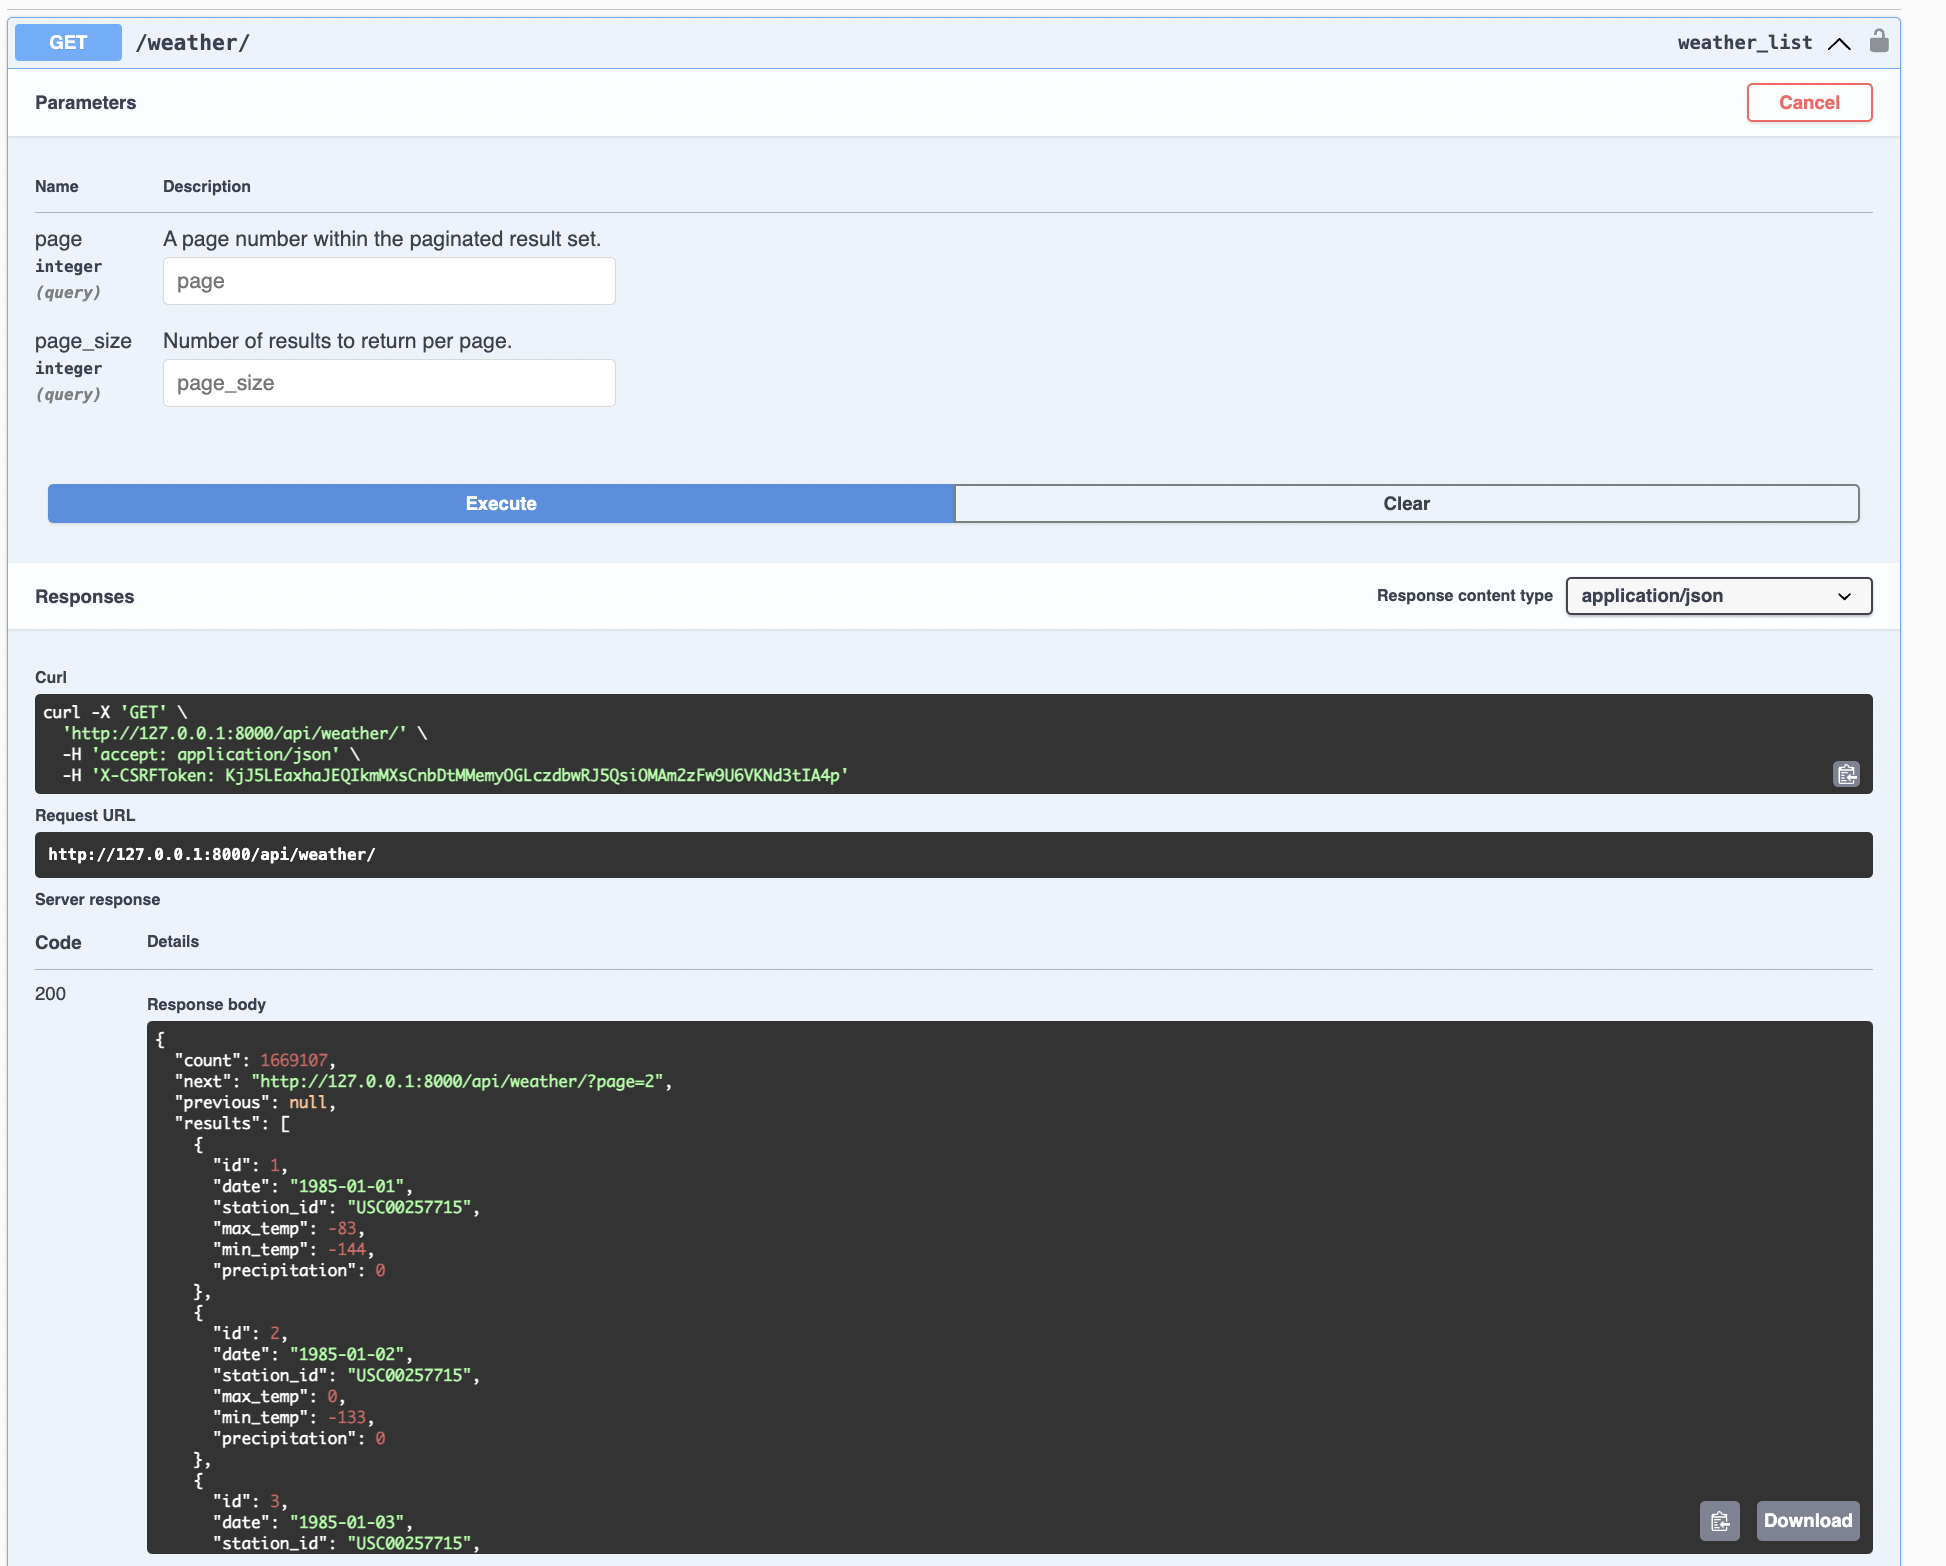 GET /weather/ weather_list
Parameters Cancel
Name Description
page A page number within the paginated result set.
integer
(query)
page
page_size Number of results to return per page.
integer
(query)
page_size
Execute Clear
Responses Response content type application/json
Curl
curl -X 'GET' \
  'http://127.0.0.1:8000/api/weather/' \
  -H 'accept: application/json' \
  -H 'X-CSRFToken: KjJ5LEaxhaJEQIkmMXsCnbDtMMemyOGLczdbwRJ5QsiOMAm2zFw9U6VKNd3tIA4p'
Request URL
http://127.0.0.1:8000/api/weather/
Server response
Code Details
200
Response body
{
  "count": 1669107,
  "next": "http://127.0.0.1:8000/api/weather/?page=2",
  "previous": null,
  "results": [
    {
      "id": 1,
      "date": "1985-01-01",
      "station_id": "USC00257715",
      "max_temp": -83,
      "min_temp": -144,
      "precipitation": 0
    },
    {
      "id": 2,
      "date": "1985-01-02",
      "station_id": "USC00257715",
      "max_temp": 0,
      "min_temp": -133,
      "precipitation": 0
    },
    {
      "id": 3,
      "date": "1985-01-03",
      "station_id": "USC00257715",
Download